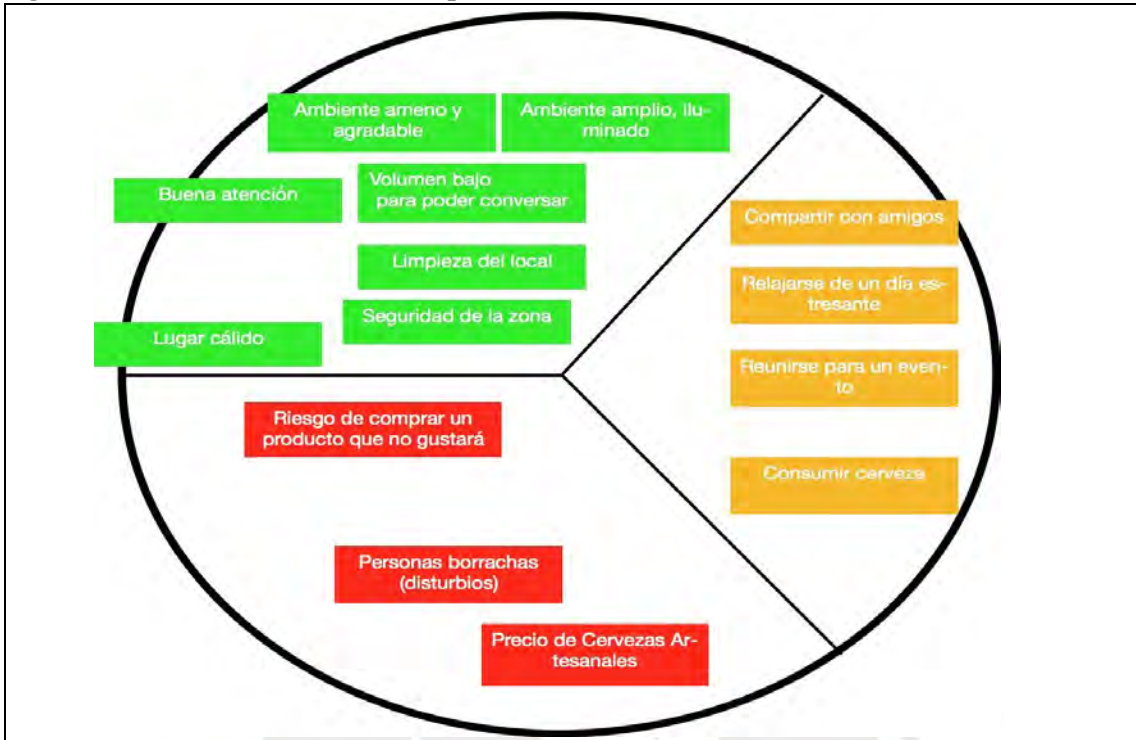 Ambiente ameno y
agradable
Ambiente amplio, ilu-
minado
Buena atención
Volumen bajo
para poder conversar
Limpieza del local
Seguridad de la zona
Lugar cálido
Compartir con amigos
Relajarse de un día es-
tresante
Reunirse para un even-
to
Consumir cerveza
Riesgo de comprar un
producto que no gustará
Personas borrachas
(disturbios)
Precio de Cervezas Ar-
tesanales